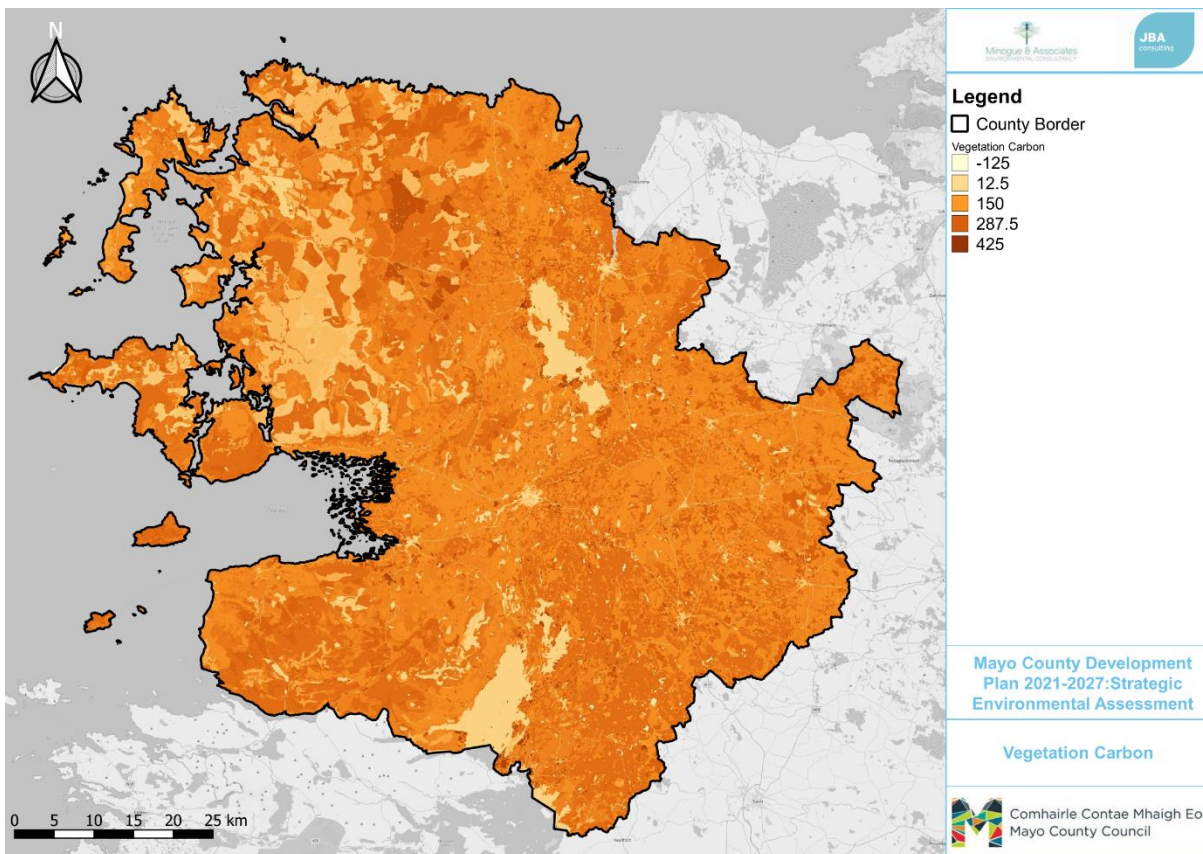 N
Minogue & Associates
ENVIRONMENTAL CONSULTANCY
JBA
consulting
Legend
County Border
Vegetation Carbon
-125
12.5
150
287.5
425
0 5 10 15 20 25 km
Mayo County Development
Plan 2021-2027:Strategic
Environmental Assessment
Vegetation Carbon
Comhairle Contae Mhaigh Eo
Mayo County Council